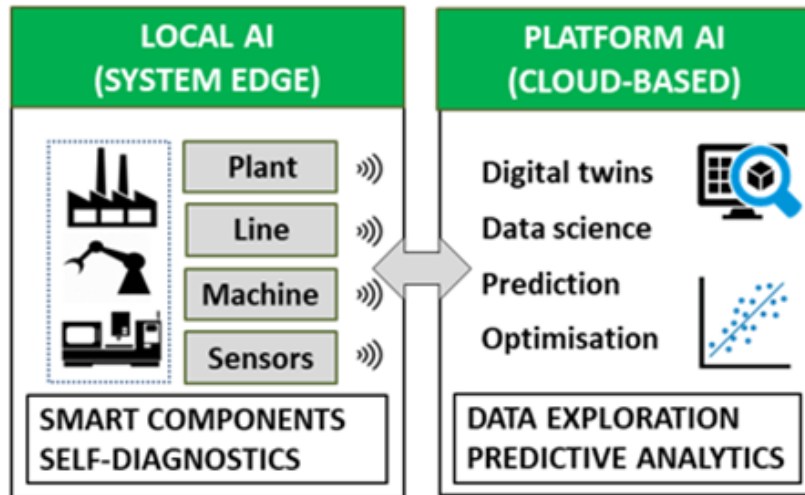 LOCAL AI
(SYSTEM EDGE)
Plant
Line
Machine
Sensors
SMART COMPONENTS
SELF-DIAGNOSTICS
PLATFORM AI
(CLOUD-BASED)
Digital twins
Data science
Prediction
Optimisation
DATA EXPLORATION
PREDICTIVE ANALYTICS